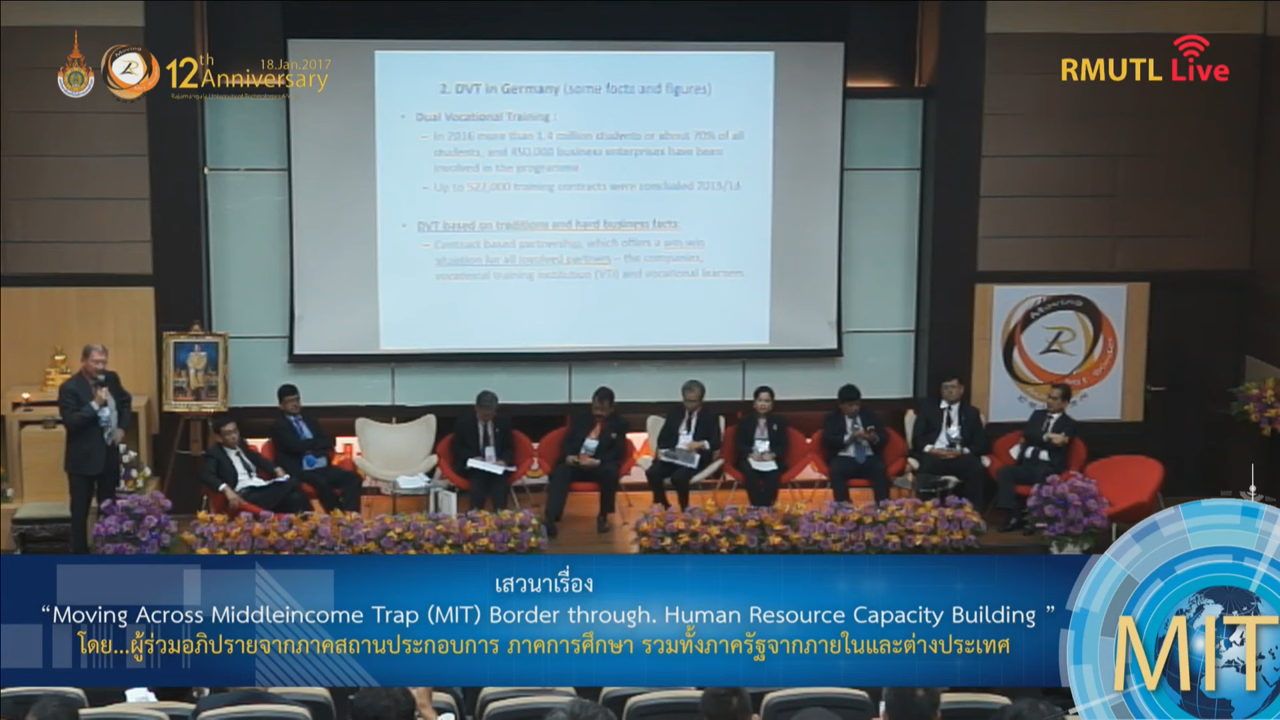 12th Anniversary
18.Jan.2017
RMUTL Live
2. DVT in Germany (some facts and figures)
• Dual Vocational Training :
– In 2016 more than 1.4 million students or about 70% of all
students, and 450,000 business enterprises have been
involved in the programme
– Up to 522,000 training contracts were concluded 2013/14
• DVT based on traditions and hard business facts
– Contract based partnership, which offers a win win
situation for all involved partners – the companies,
vocational training institution (VTI) and vocational learners.
Moving
R
เสวนาเรื่อง
“Moving Across Middleincome Trap (MIT) Border through. Human Resource Capacity Building ”
โดย...ผู้ร่วมอภิปรายจากภาคสถานประกอบการ ภาคการศึกษา รวมทั้งภาครัฐจากภายในและต่างประเทศ
MIT